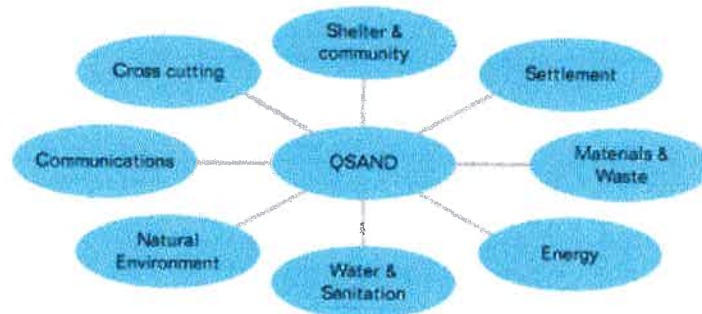 Shelter &
community
Cross cutting
Settlement
Communications
QSAND
Materials &
Waste
Natural
Environment
Energy
Water &
Sanitation